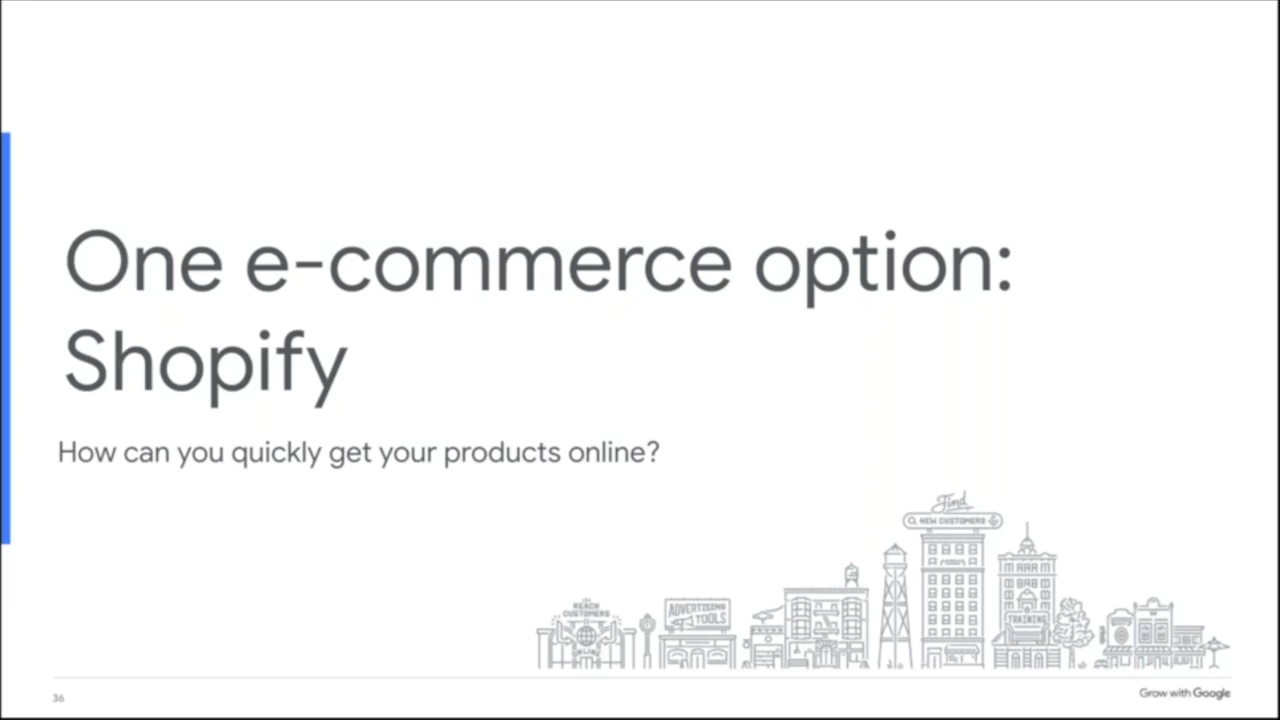 One e-commerce option:
Shopify
How can you quickly get your products online?
Find
NEW CUSTOMERS
REACH
CUSTOMERS
ONLINE
ADVERTISING
TOOLS
TRAINING
36
Grow with Google